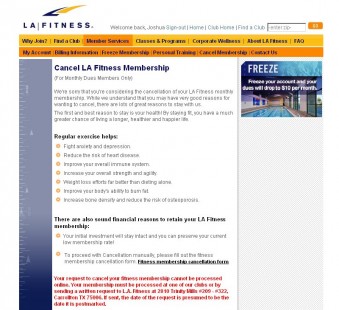 LA|FITNESS.
Welcome back, Joshua Sign-out | Home | Club Home | Find a Club
enter zip
GO
Why Join? | Find a Club | Member Services | Classes & Programs | Corporate Wellness | About LA Fitness | FAQ
My Account | Billing Information | Freeze Membership | Personal Training | Cancel Membership | Contact Us
Cancel LA Fitness Membership
(For Monthly Dues Members Only)
We're sorry that you're considering the cancellation of your LA Fitness monthly
membership. While we understand that you may have very good reasons for
wanting to cancel, there are lots of great reasons to stay with us.
The first and best reason to stay is your health! By staying fit, you have a much
greater chance of living a longer, healthier and happier life.
FREEZE
Freeze your account and your
dues will drop to $10 per month.
Regular exercise helps:
Fight anxiety and depression.
Reduce the risk of heart disease.
Improve your overall immune system.
Increase your overall strength and agility.
Weight loss efforts far better than dieting alone.
Improve your body's ability to burn fat.
Increase bone density and reduce the risk of osteoporosis.
There are also sound financial reasons to retain your LA Fitness
membership:
Your initial investment will stay intact and you can preserve your current
low membership rate!
To proceed with Cancellation manually, please fill out the fitness
membership cancellation form Fitness membership cancellation form
Your request to cancel your fitness membership cannot be processed
online. Your membership must be processed at one of our clubs or by
sending a written request to LA Fitness at 2810 Trinity Mills #209 - #322,
Carrollton TX 75006. If sent, the date of the request is presumed to be the
date it is postmarked.